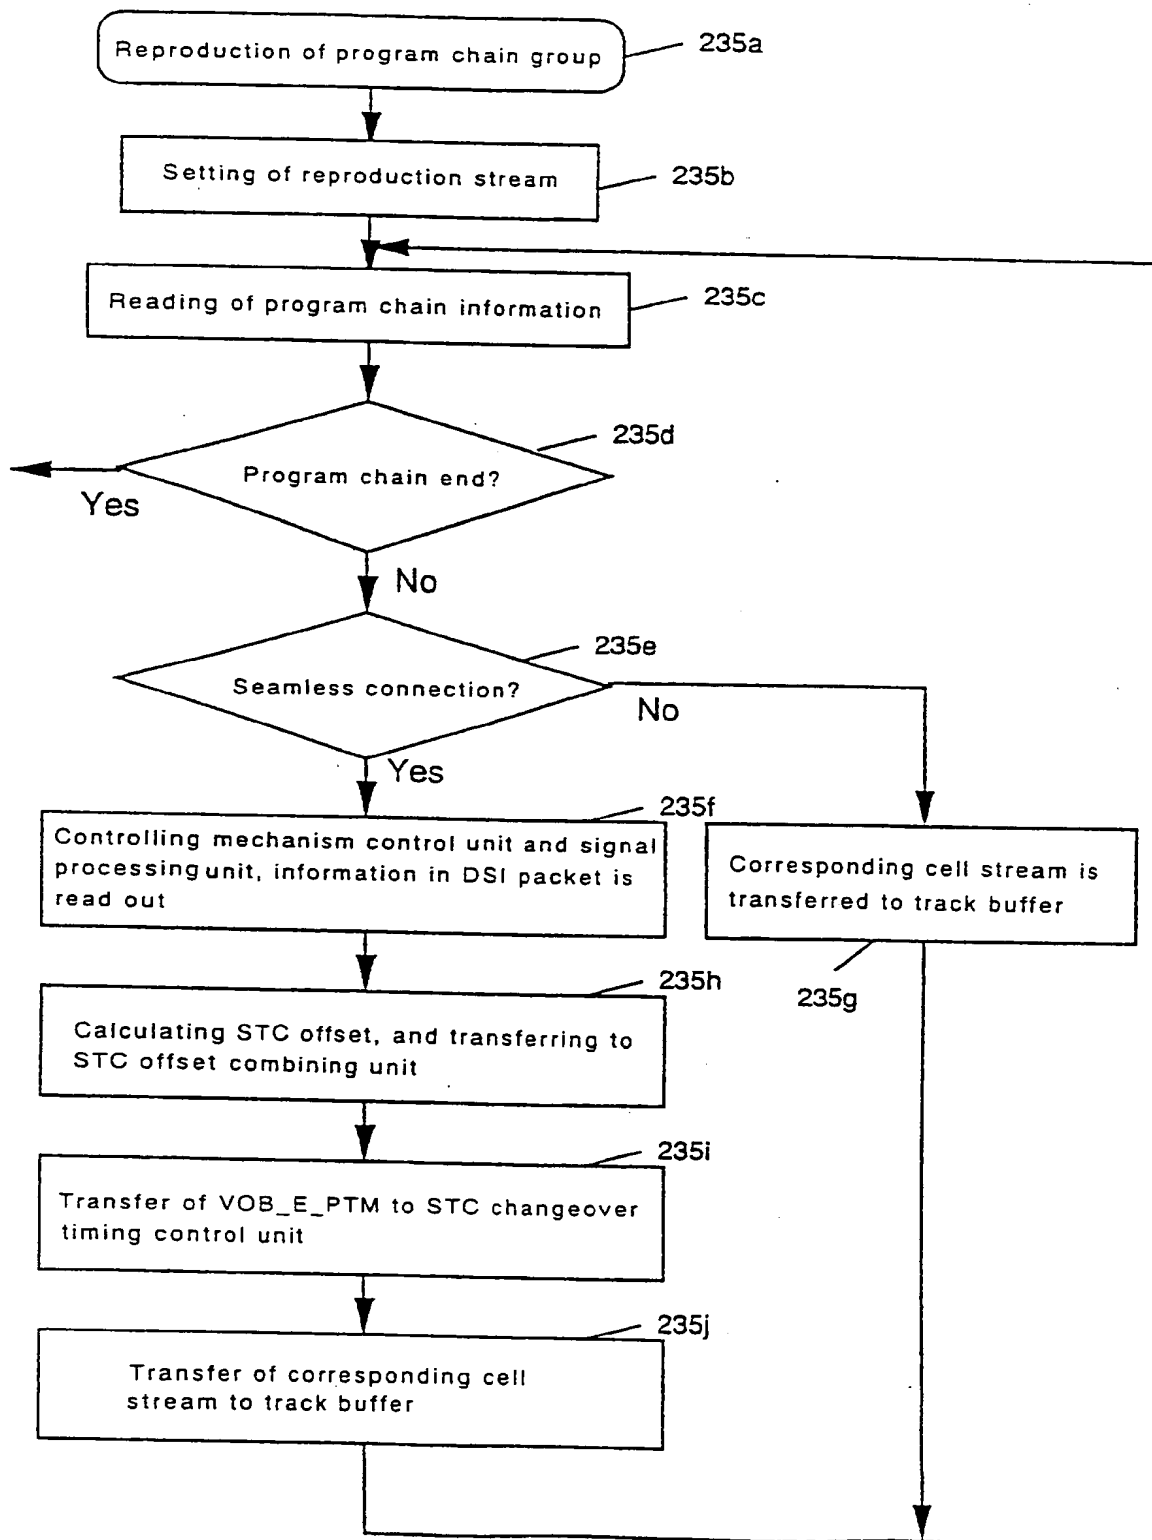 Reproduction of program chain group
235a
Setting of reproduction stream
235b
Reading of program chain information
235c
235d
Program chain end?
Yes
No
235e
Seamless connection?
No
Yes
235f
Controlling mechanism control unit and signal
processing unit, information in DSI packet is
read out
Corresponding cell stream is
transferred to track buffer
235g
235h
Calculating STC offset, and transferring to
STC offset combining unit
235i
Transfer of VOB_E_PTM to STC changeover
timing control unit
235j
Transfer of corresponding cell
stream to track buffer